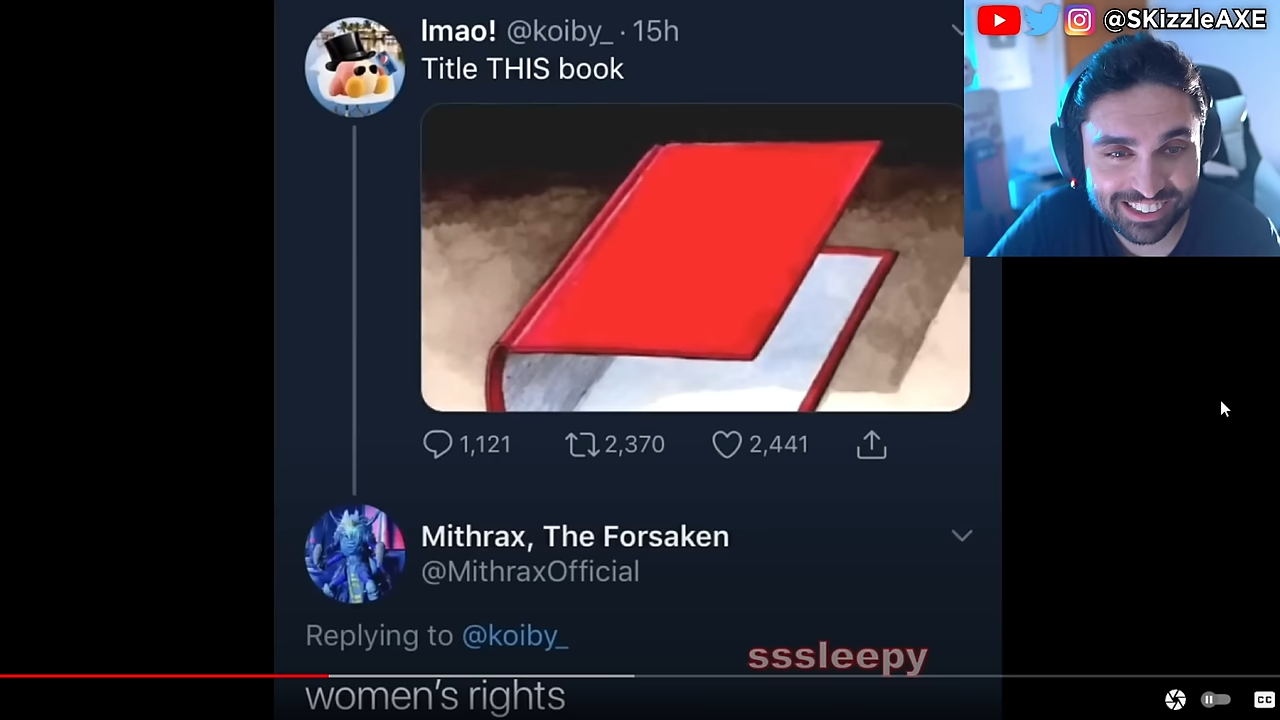 lmao! @koiby_ · 15h
@SKizzleAXE
Title THIS book
1,121 2,370 2,441
Mithrax, The Forsaken
@MithraxOfficial
Replying to @koiby_
sssleepy
women's rights
CC